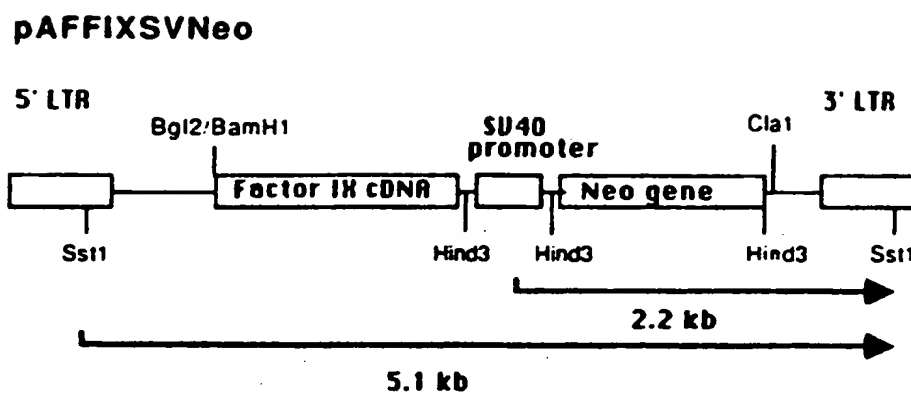 pAFFIXSVNeo
5' LTR
3' LTR
Bgl2/BamH1
SV40
promoter
Cla1
Factor IX cDNA
Neo gene
Sst1
Hind3
Hind3
Hind3
Sst1
2.2 kb
5.1 kb